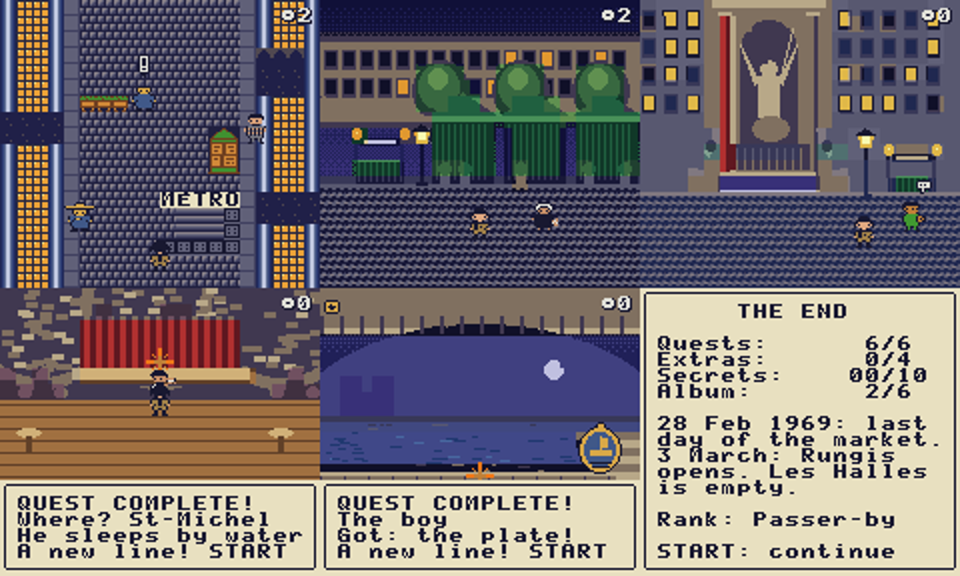 2
!
METRO
2
0
0
QUEST COMPLETE!
Where? St-Michel
He sleeps by water
A new line! START
0
QUEST COMPLETE!
The boy
Got: the plate!
A new line! START
THE END
Quests: 6/6
Extras: 0/4
Secrets: 00/10
Album: 2/6
28 Feb 1969: last
day of the market.
3 March: Rungis
opens. Les Halles
is empty.
Rank: Passer-by
START: continue